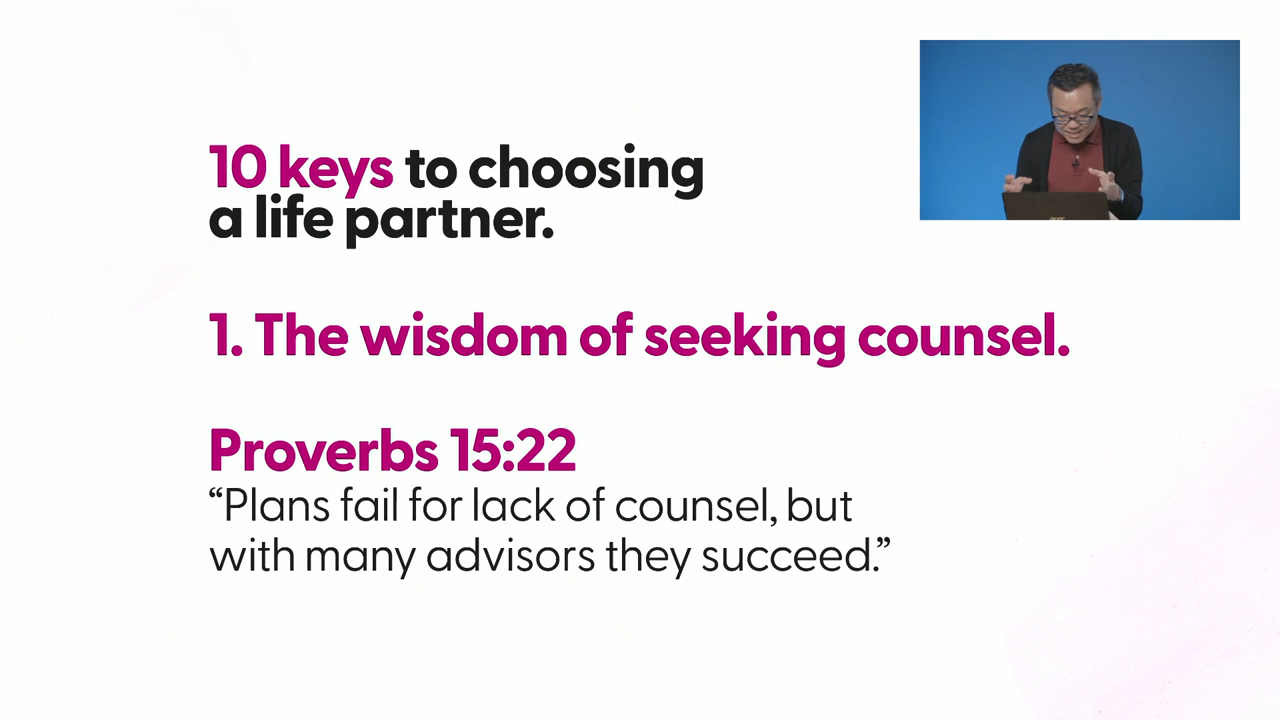 10 keys to choosing
a life partner.
1. The wisdom of seeking counsel.
Proverbs 15:22
“Plans fail for lack of counsel, but
with many advisors they succeed.”